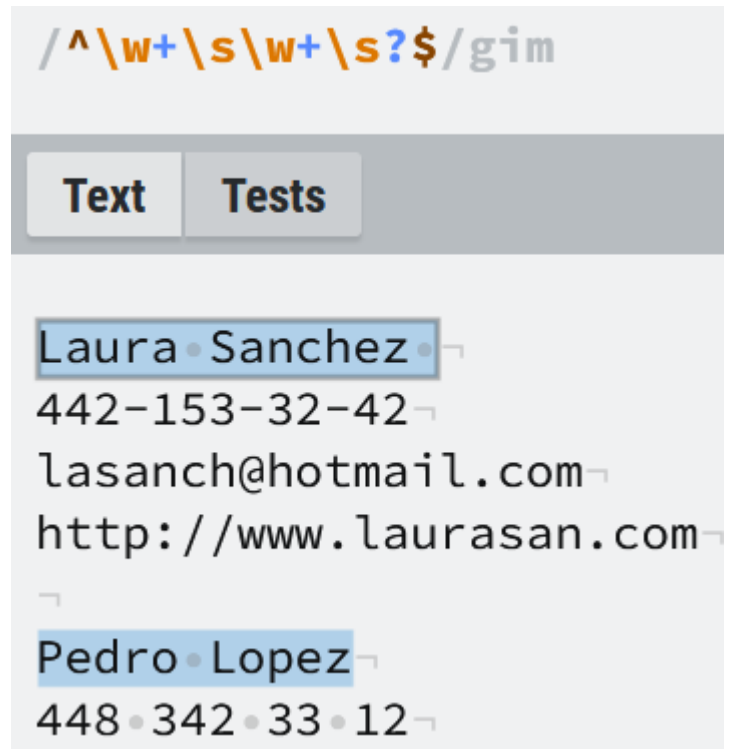 /^\w+\s\w+\s?$/gim
Text Tests
Laura•Sanchez•¬
442-153-32-42¬
lasanch@hotmail.com¬
http://www.laurasan.com¬
¬
Pedro•Lopez¬
448•342•33•12¬